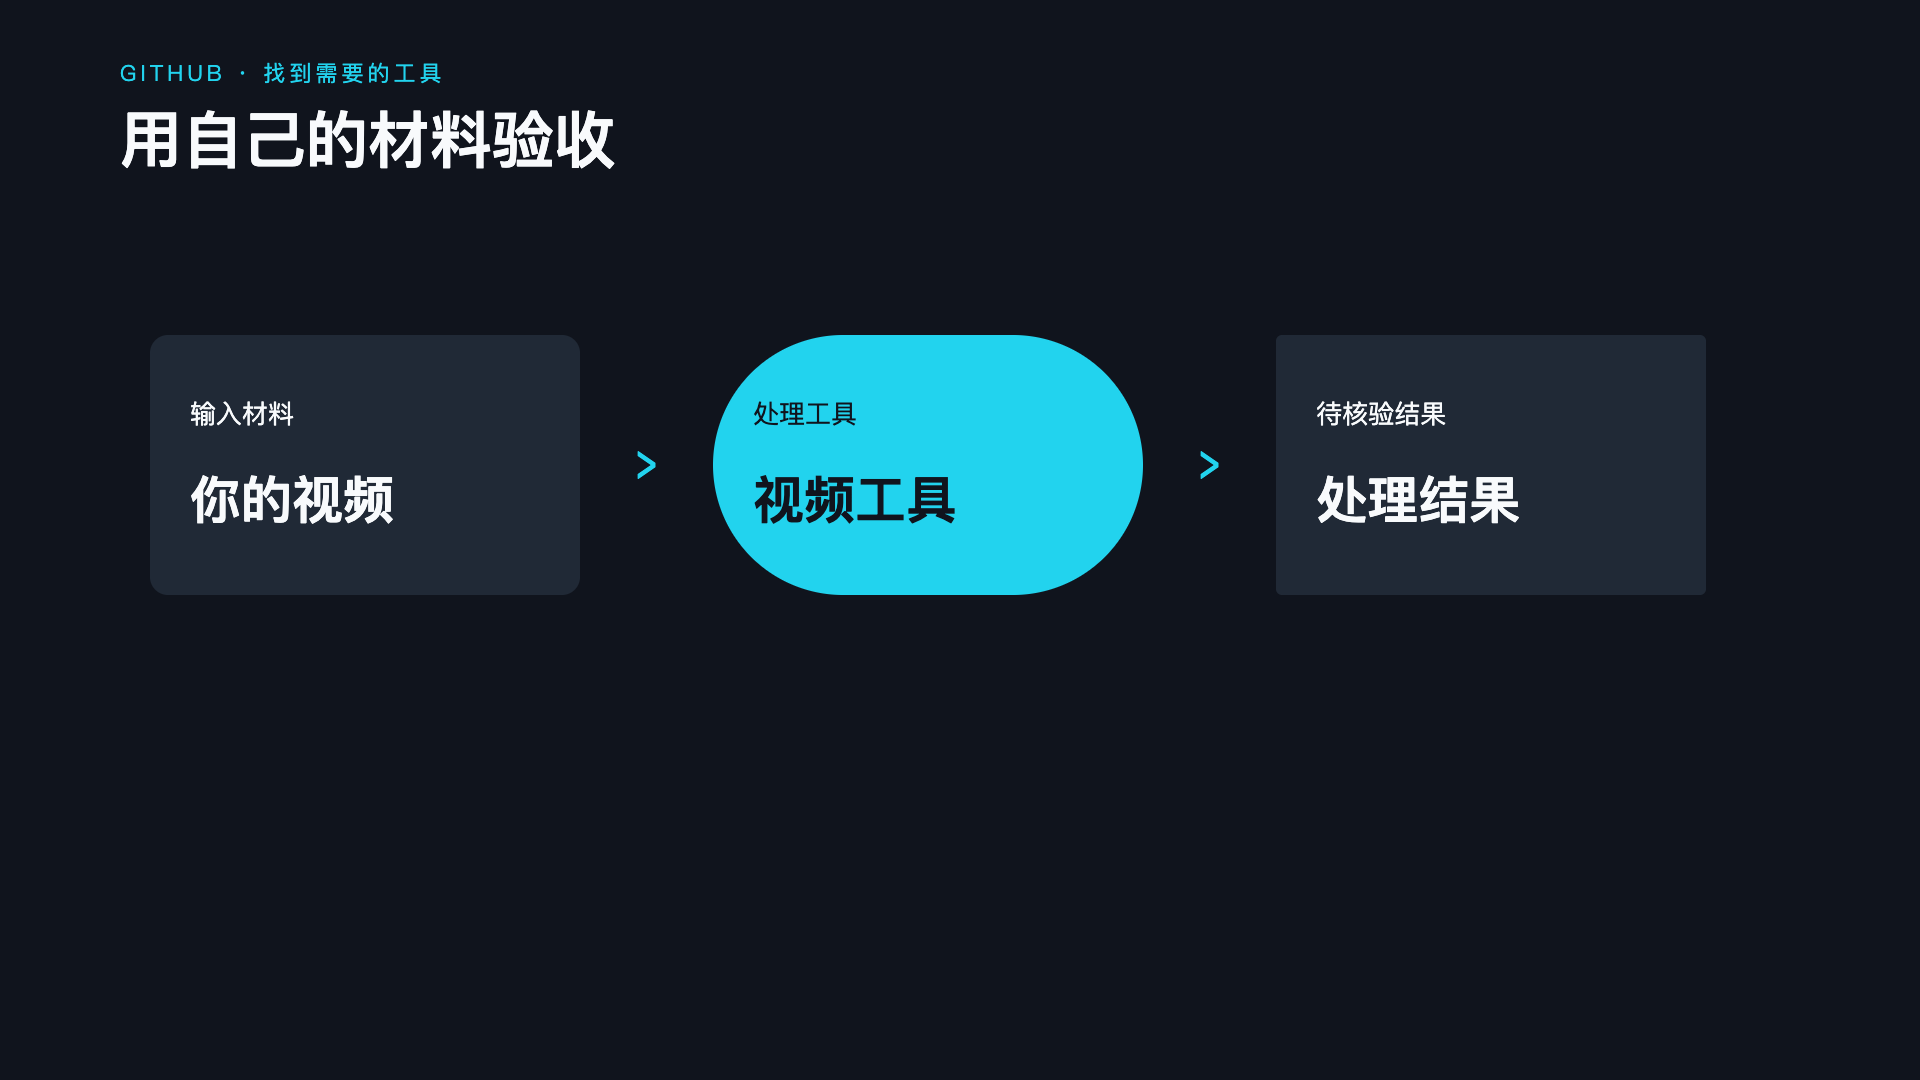 GITHUB · 找到需要的工具
用自己的材料验收
输入材料
你的视频
>
处理工具
视频工具
>
待核验结果
处理结果